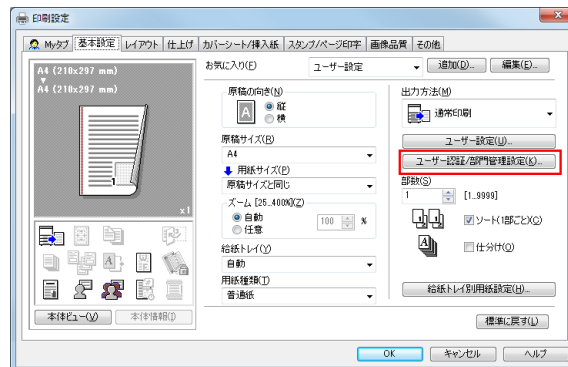 印刷設定
Myタブ 基本設定 レイアウト 仕上げ カバーシート/挿入紙 スタンプ/ページ印字 画像品質 その他
A4 (210x297 mm)
A4 (210x297 mm)
1
x1
本体ビュー(V) 本体情報(I)
お気に入り(F) ユーザー設定 追加(D)... 編集(E)...
原稿の向き(N)
A
縦
横
原稿サイズ(R)
A4
用紙サイズ(P)
原稿サイズと同じ
ズーム [25..400%](Z)
自動
任意
100 %
給紙トレイ(Y)
自動
用紙種類(T)
普通紙
出力方法(M)
通常印刷
ユーザー設定(U)...
ユーザー認証/部門管理設定(K)...
部数(S)
1 [1..9999]
ソート(1部ごと)(C)
仕分け(O)
給紙トレイ別用紙設定(H)...
標準に戻す(L)
OK キャンセル ヘルプ